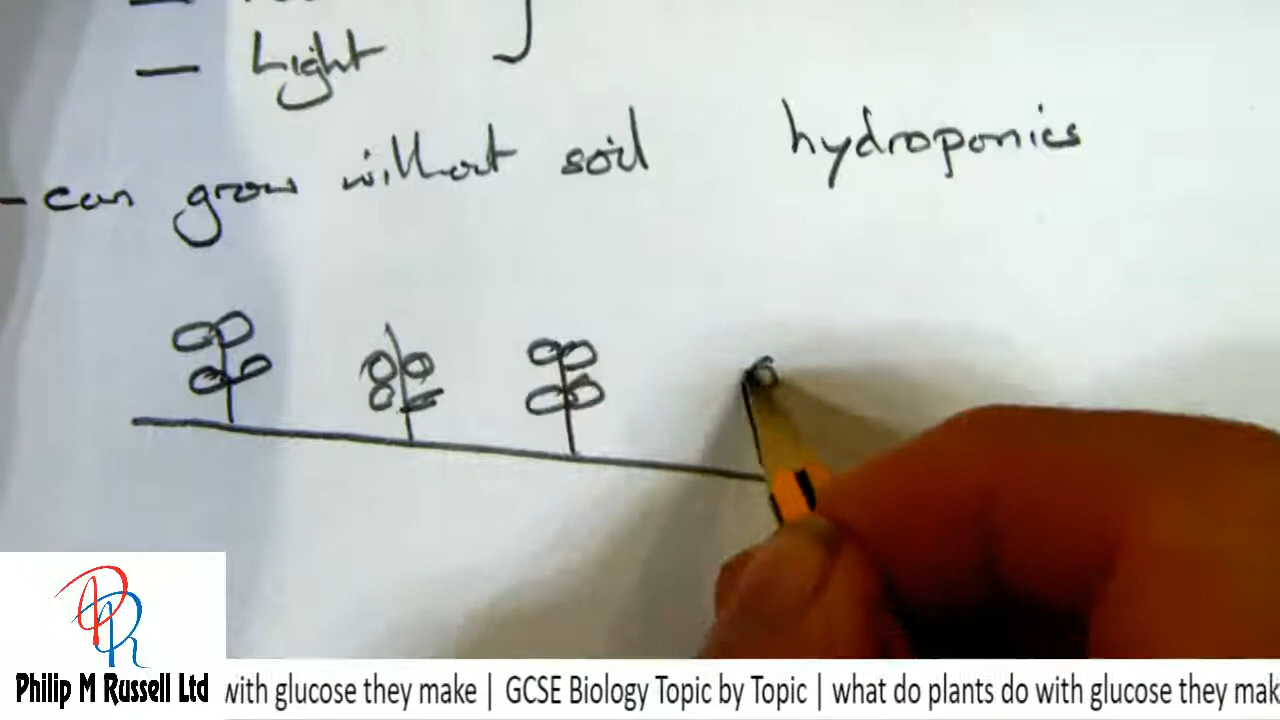 — Light
- can grow without soil hydroponics
PR
Philip M Russell Ltd
with glucose they make | GCSE Biology Topic by Topic | what do plants do with glucose they mak